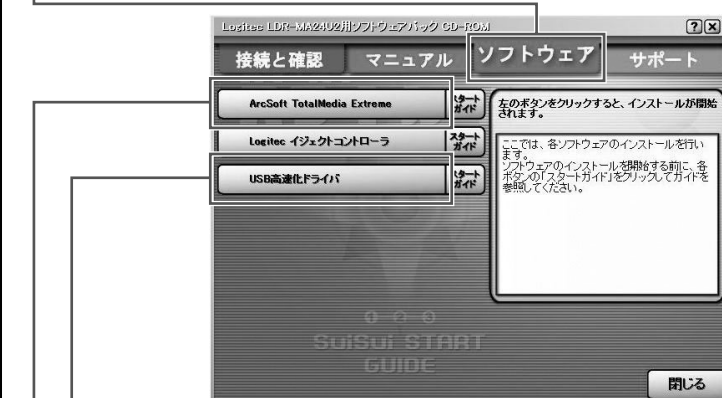 Logitec LDR-MA24U2用ソフトウェアパック CD-ROM
接続と確認 マニュアル ソフトウェア サポート
ArcSoft TotalMedia Extreme スタートガイド
Logitec イジェクトコントローラ スタートガイド
USB高速化ドライバ スタートガイド
左のボタンをクリックすると、インストールが開始
されます。
ここでは、各ソフトウェアのインストールを行い
ます。
ソフトウェアのインストールを開始する前に、各
ボタンの「スタートガイド」をクリックしてガイドを
参照してください。
1 2 3
SuiSui START
GUIDE
閉じる